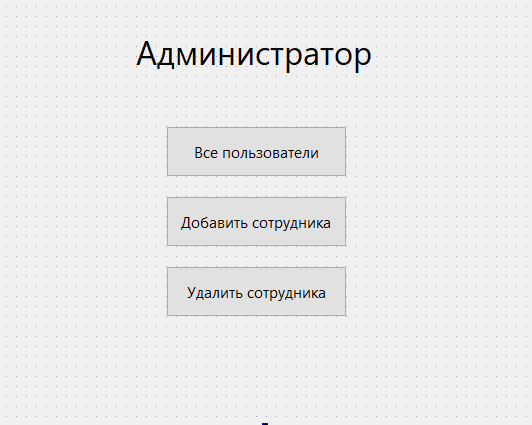 Администратор
Все пользователи
Добавить сотрудника
Удалить сотрудника